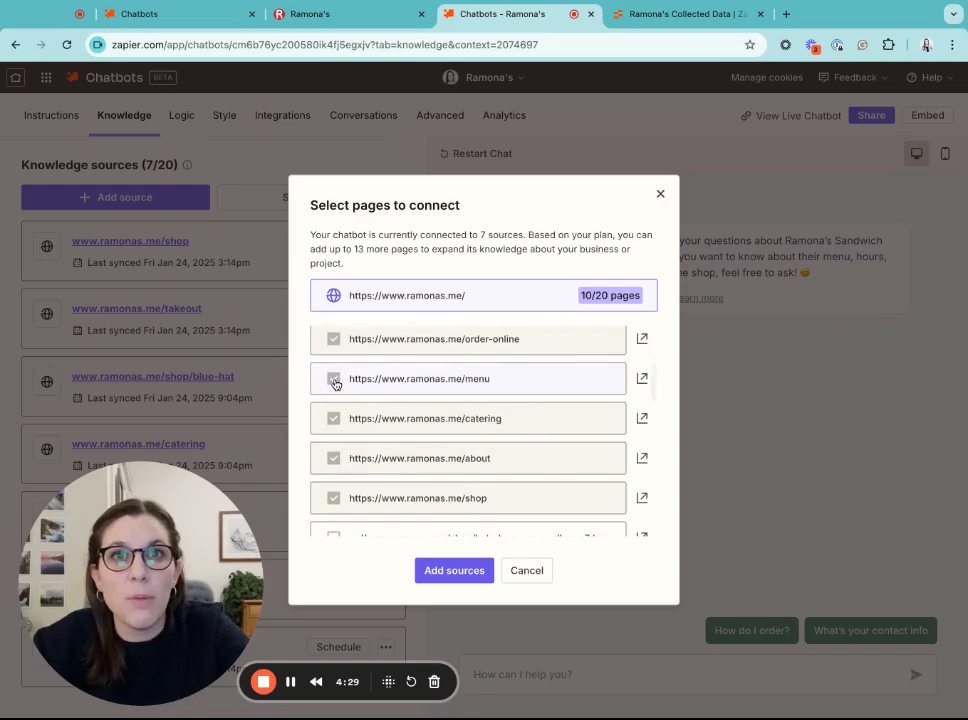 Chatbots
Ramona's
Chatbots - Ramona's
Ramona's Collected Data | Za
zapier.com/app/chatbots/cm6b76yc200580ik4fj5egxjv?tab=knowledge&context=2074697
3
Chatbots BETA
Ramona's
Manage cookies
Feedback
Help
Instructions
Knowledge
Logic
Style
Integrations
Conversations
Advanced
Analytics
View Live Chatbot
Share
Embed
Knowledge sources (7/20)
Restart Chat
+ Add source
S
www.ramonas.me/shop
Last synced Fri Jan 24, 2025 3:14pm
www.ramonas.me/takeout
Last synced Fri Jan 24, 2025 3:14pm
www.ramonas.me/shop/blue-hat
Last synced Fri Jan 24, 2025 9:04pm
www.ramonas.me/catering
Last synced Fri Jan 24, 2025 9:04pm
Schedule
Select pages to connect
Your chatbot is currently connected to 7 sources. Based on your plan, you can
add up to 13 more pages to expand its knowledge about your business or
project.
https://www.ramonas.me/
10/20 pages
https://www.ramonas.me/order-online
https://www.ramonas.me/menu
https://www.ramonas.me/catering
https://www.ramonas.me/about
https://www.ramonas.me/shop
Add sources
Cancel
your questions about Ramona's Sandwich
you want to know about their menu, hours,
he shop, feel free to ask!
earn more
How do I order?
What's your contact info
How can I help you?
4:29